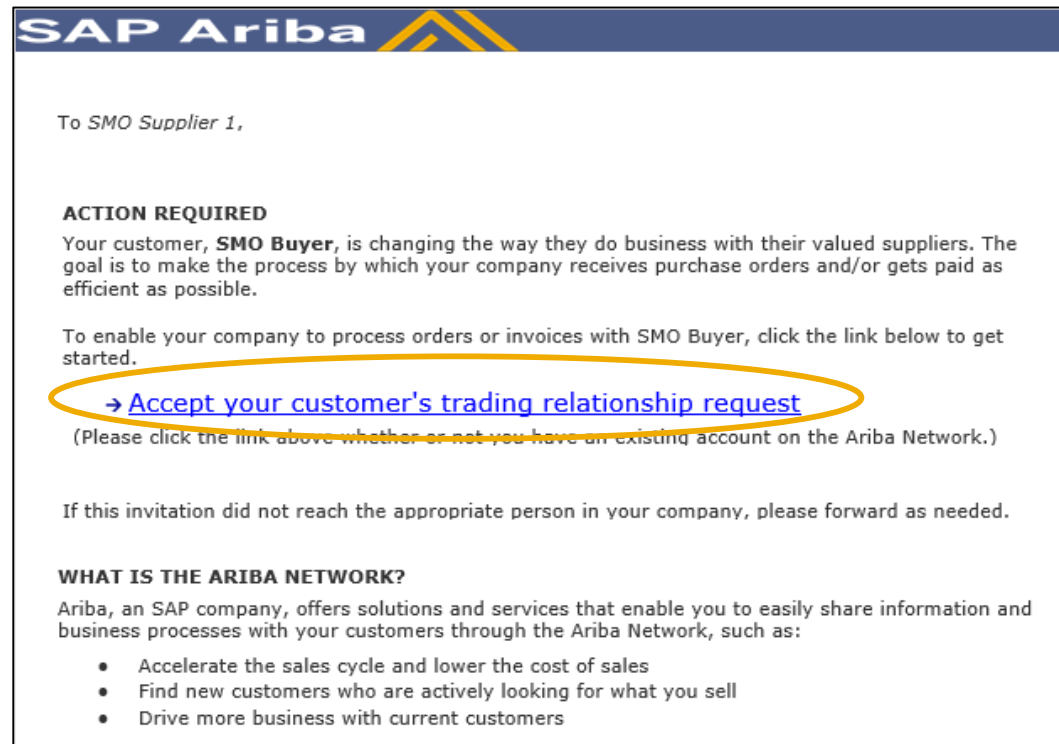 SAP Ariba
To SMO Supplier 1,
ACTION REQUIRED
Your customer, SMO Buyer, is changing the way they do business with their valued suppliers. The
goal is to make the process by which your company receives purchase orders and/or gets paid as
efficient as possible.
To enable your company to process orders or invoices with SMO Buyer, click the link below to get
started.
→ Accept your customer's trading relationship request
(Please click the link above whether or not you have an existing account on the Ariba Network.)
If this invitation did not reach the appropriate person in your company, please forward as needed.
WHAT IS THE ARIBA NETWORK?
Ariba, an SAP company, offers solutions and services that enable you to easily share information and
business processes with your customers through the Ariba Network, such as:
• Accelerate the sales cycle and lower the cost of sales
• Find new customers who are actively looking for what you sell
• Drive more business with current customers